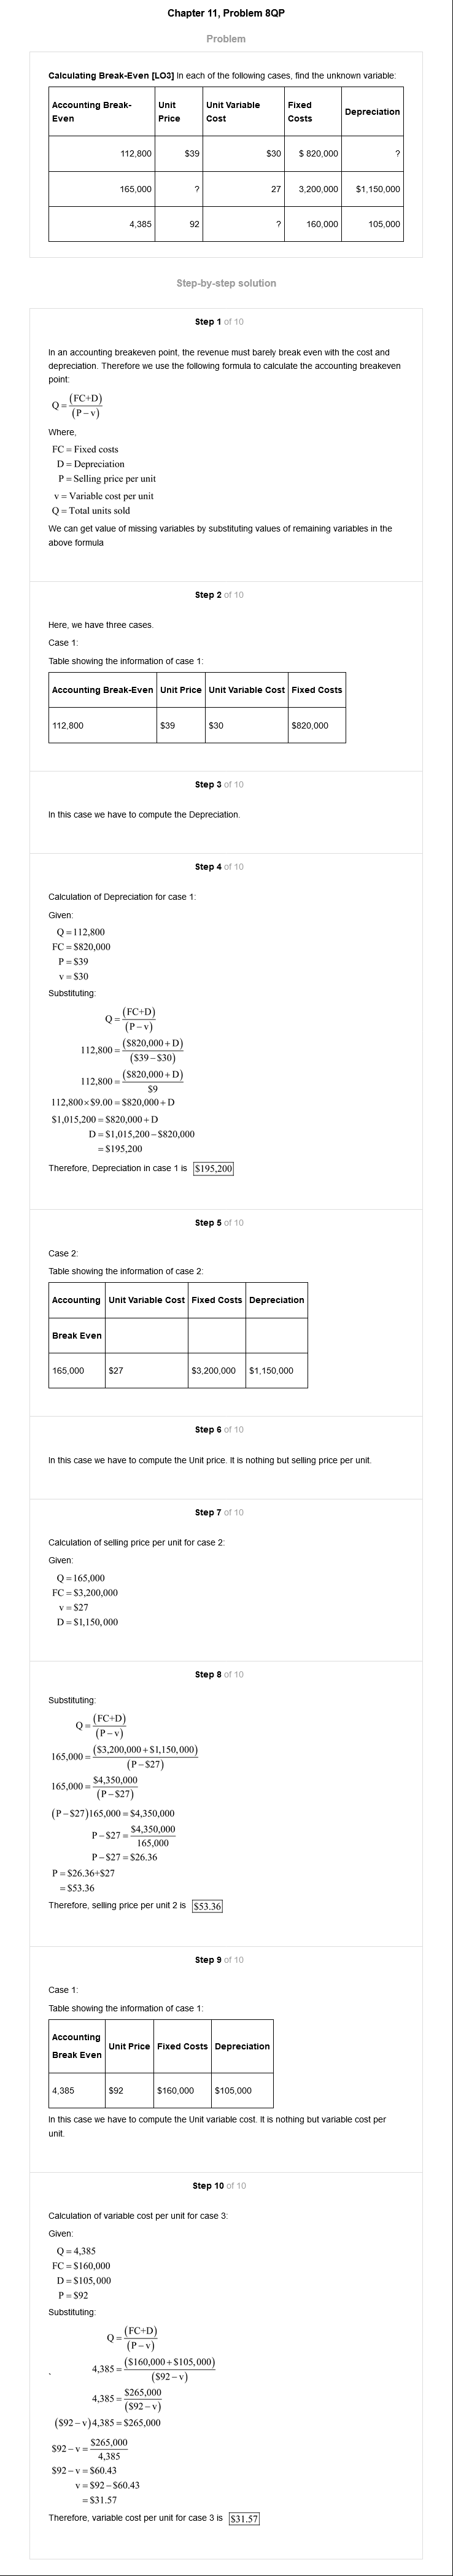 Chapter 11, Problem 8QP
Problem
Calculating Break-Even [LO3] In each of the following cases, find the unknown variable:
Accounting Break-Even | Unit Price | Unit Variable Cost | Fixed Costs | Depreciation
112,800 | $39 | $30 | $ 820,000 | ?
165,000 | ? | 27 | 3,200,000 | $1,150,000
4,385 | 92 | ? | 160,000 | 105,000
Step-by-step solution
Step 1 of 10
In an accounting breakeven point, the revenue must barely break even with the cost and
depreciation. Therefore we use the following formula to calculate the accounting breakeven
point:
Q = (FC+D) / (P − v)
Where,
FC = Fixed costs
D = Depreciation
P = Selling price per unit
v = Variable cost per unit
Q = Total units sold
We can get value of missing variables by substituting values of remaining variables in the
above formula
Step 2 of 10
Here, we have three cases.
Case 1:
Table showing the information of case 1:
Accounting Break-Even | Unit Price | Unit Variable Cost | Fixed Costs
112,800 | $39 | $30 | $820,000
Step 3 of 10
In this case we have to compute the Depreciation.
Step 4 of 10
Calculation of Depreciation for case 1:
Given:
Q = 112,800
FC = $820,000
P = $39
v = $30
Substituting:
Q = (FC+D) / (P − v)
112,800 = ($820,000 + D) / ($39 − $30)
112,800 = ($820,000 + D) / $9
112,800 × $9.00 = $820,000 + D
$1,015,200 = $820,000 + D
D = $1,015,200 − $820,000
= $195,200
Therefore, Depreciation in case 1 is $195,200
Step 5 of 10
Case 2:
Table showing the information of case 2:
Accounting | Unit Variable Cost | Fixed Costs | Depreciation
Break Even
165,000 | $27 | $3,200,000 | $1,150,000
Step 6 of 10
In this case we have to compute the Unit price. It is nothing but selling price per unit.
Step 7 of 10
Calculation of selling price per unit for case 2:
Given:
Q = 165,000
FC = $3,200,000
v = $27
D = $1,150,000
Step 8 of 10
Substituting:
Q = (FC+D) / (P − v)
165,000 = ($3,200,000 + $1,150,000) / (P − $27)
165,000 = $4,350,000 / (P − $27)
(P − $27)165,000 = $4,350,000
P − $27 = $4,350,000 / 165,000
P − $27 = $26.36
P = $26.36+$27
= $53.36
Therefore, selling price per unit 2 is $53.36
Step 9 of 10
Case 1:
Table showing the information of case 1:
Accounting Break Even | Unit Price | Fixed Costs | Depreciation
4,385 | $92 | $160,000 | $105,000
In this case we have to compute the Unit variable cost. It is nothing but variable cost per
unit.
Step 10 of 10
Calculation of variable cost per unit for case 3:
Given:
Q = 4,385
FC = $160,000
D = $105,000
P = $92
Substituting:
Q = (FC+D) / (P − v)
4,385 = ($160,000 + $105,000) / ($92 − v)
4,385 = $265,000 / ($92 − v)
($92 − v)4,385 = $265,000
$92 − v = $265,000 / 4,385
$92 − v = $60.43
v = $92 − $60.43
= $31.57
Therefore, variable cost per unit for case 3 is $31.57